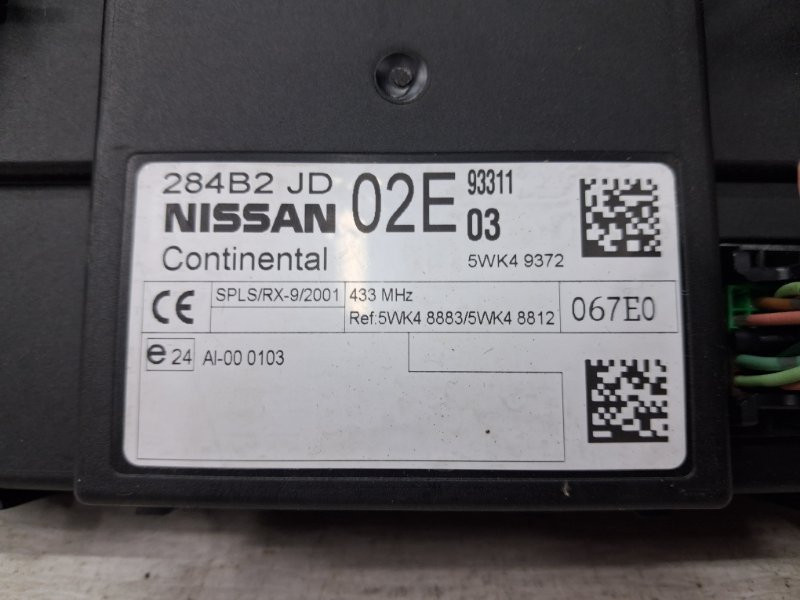 284B2 JD 02E 93311
NISSAN 03
Continental 5WK4 9372
CE SPLS/RX-9/2001 433 MHz
Ref:5WK4 8883/5WK4 8812 067E0
e 24 AI-00 0103